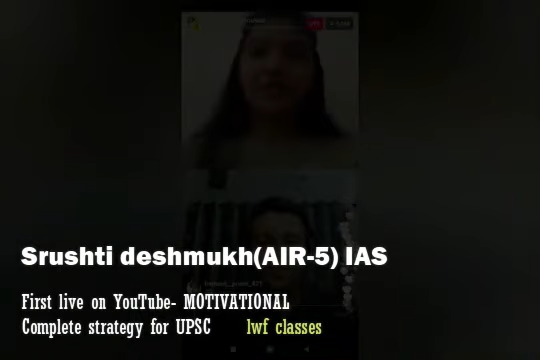 Srushti deshmukh(AIR-5) IAS
First live on YouTube- MOTIVATIONAL
Complete strategy for UPSC lwf classes